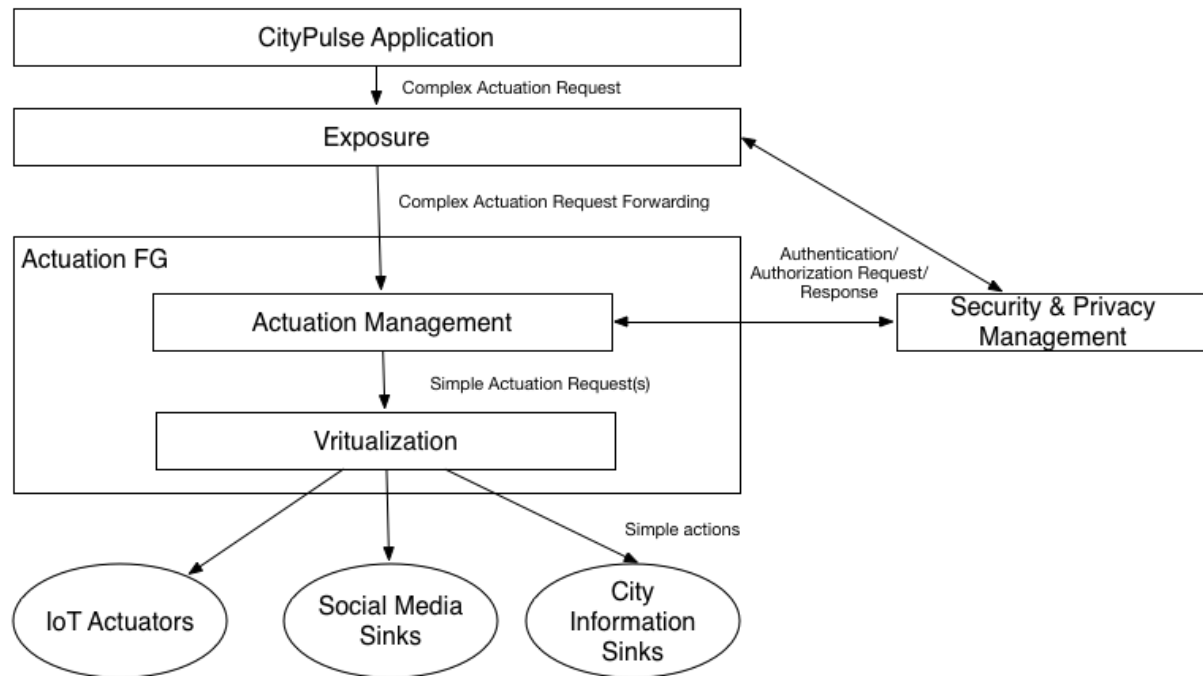 CityPulse Application
Complex Actuation Request
Exposure
Complex Actuation Request Forwarding
Actuation FG
Authentication/
Authorization Request/
Response
Actuation Management
Security & Privacy
Management
Simple Actuation Request(s)
Vritualization
Simple actions
IoT Actuators
Social Media
Sinks
City
Information
Sinks